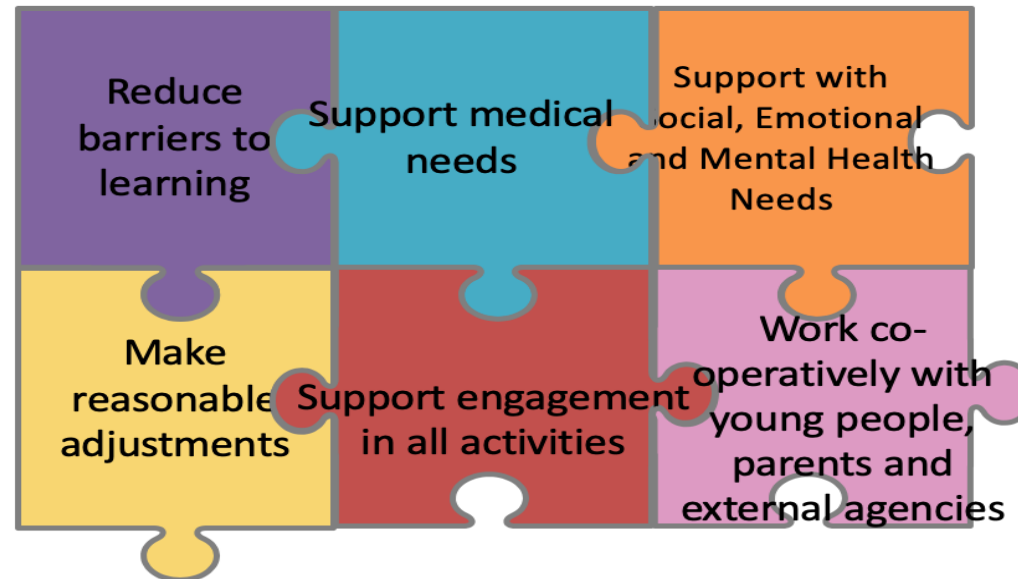 Reduce
barriers to
learning
Support medical
needs
Support with
Social, Emotional
and Mental Health
Needs
Make
reasonable
adjustments
Support engagement
in all activities
Work co-
operatively with
young people,
parents and
external agencies